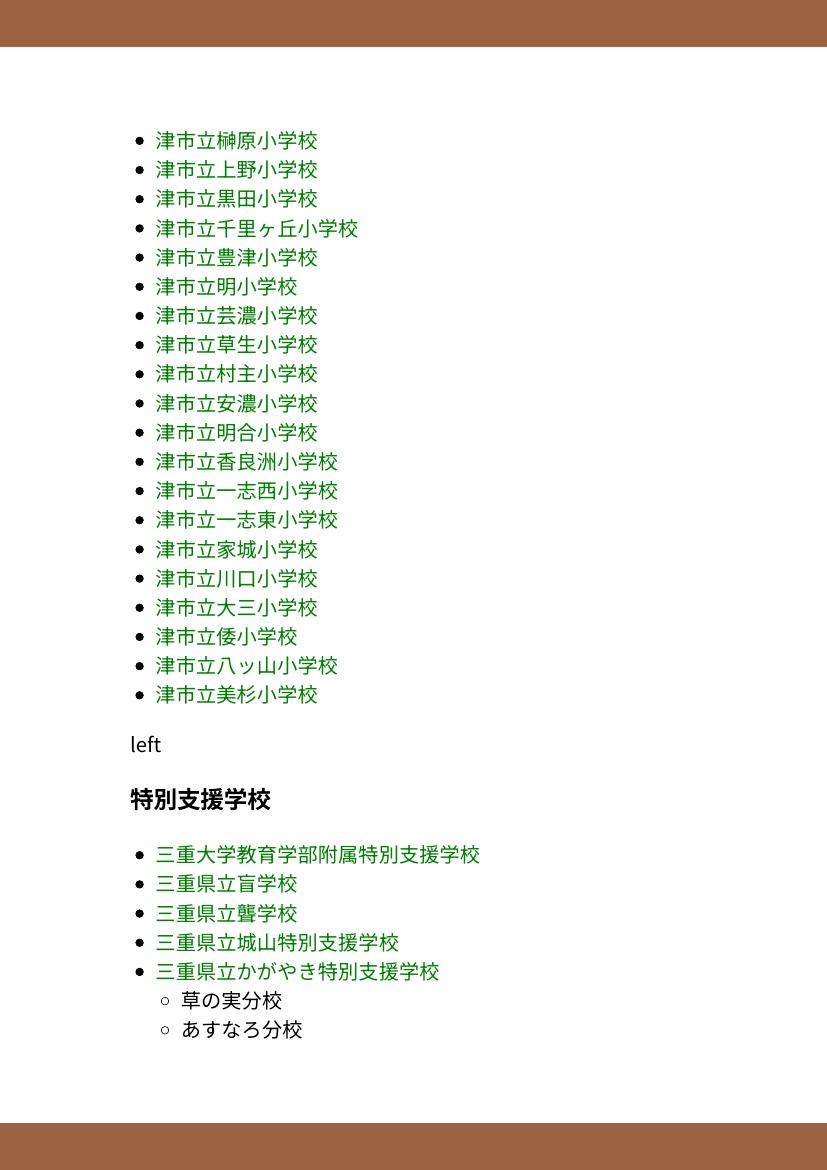 津市立榊原小学校
津市立上野小学校
津市立黒田小学校
津市立千里ヶ丘小学校
津市立豊津小学校
津市立明小学校
津市立芸濃小学校
津市立草生小学校
津市立村主小学校
津市立安濃小学校
津市立明合小学校
津市立香良洲小学校
津市立一志西小学校
津市立一志東小学校
津市立家城小学校
津市立川口小学校
津市立大三小学校
津市立倭小学校
津市立八ッ山小学校
津市立美杉小学校
left
特別支援学校
三重大学教育学部附属特別支援学校
三重県立盲学校
三重県立聾学校
三重県立城山特別支援学校
三重県立かがやき特別支援学校
草の実分校
あすなろ分校